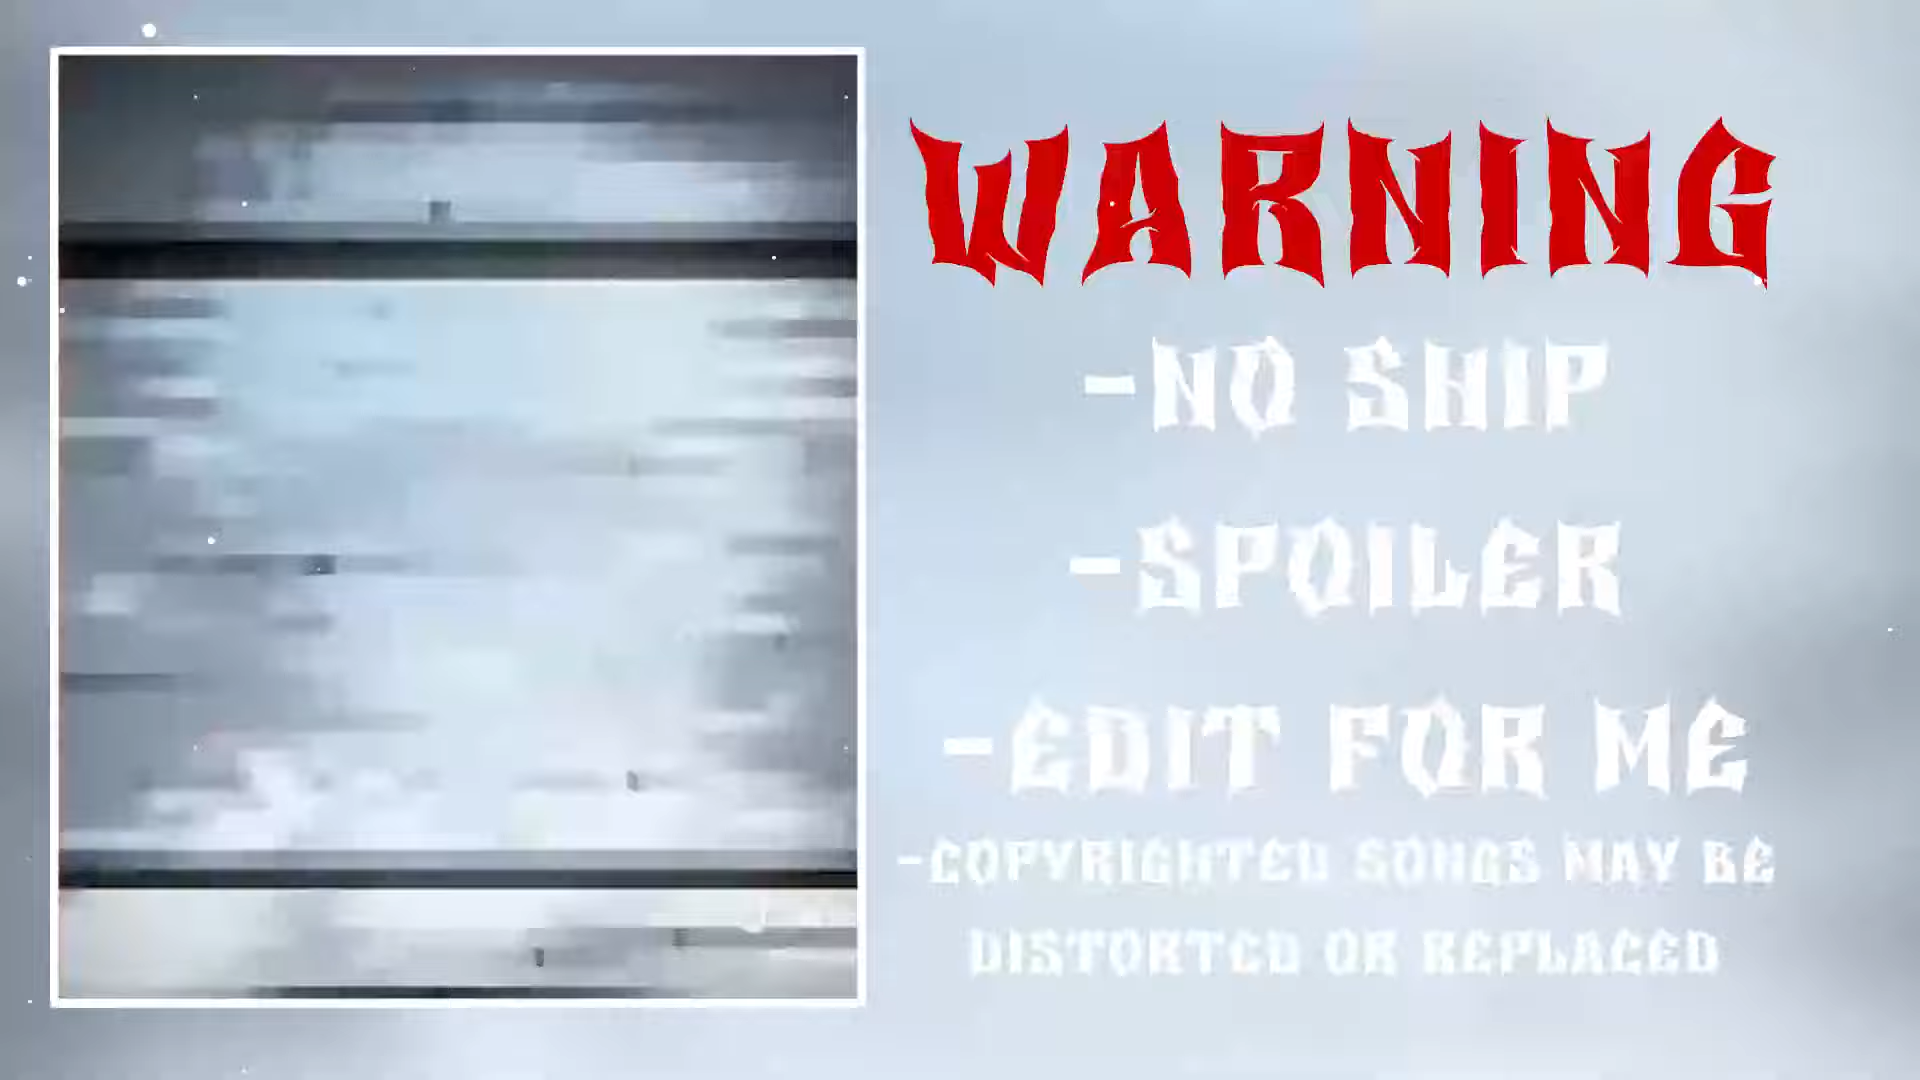 WARNING
-NO SHIP
-SPOILER
-EDIT FOR ME
-COPYRIGHTED SONGS MAY BE
DISTORTED OR REPLACED